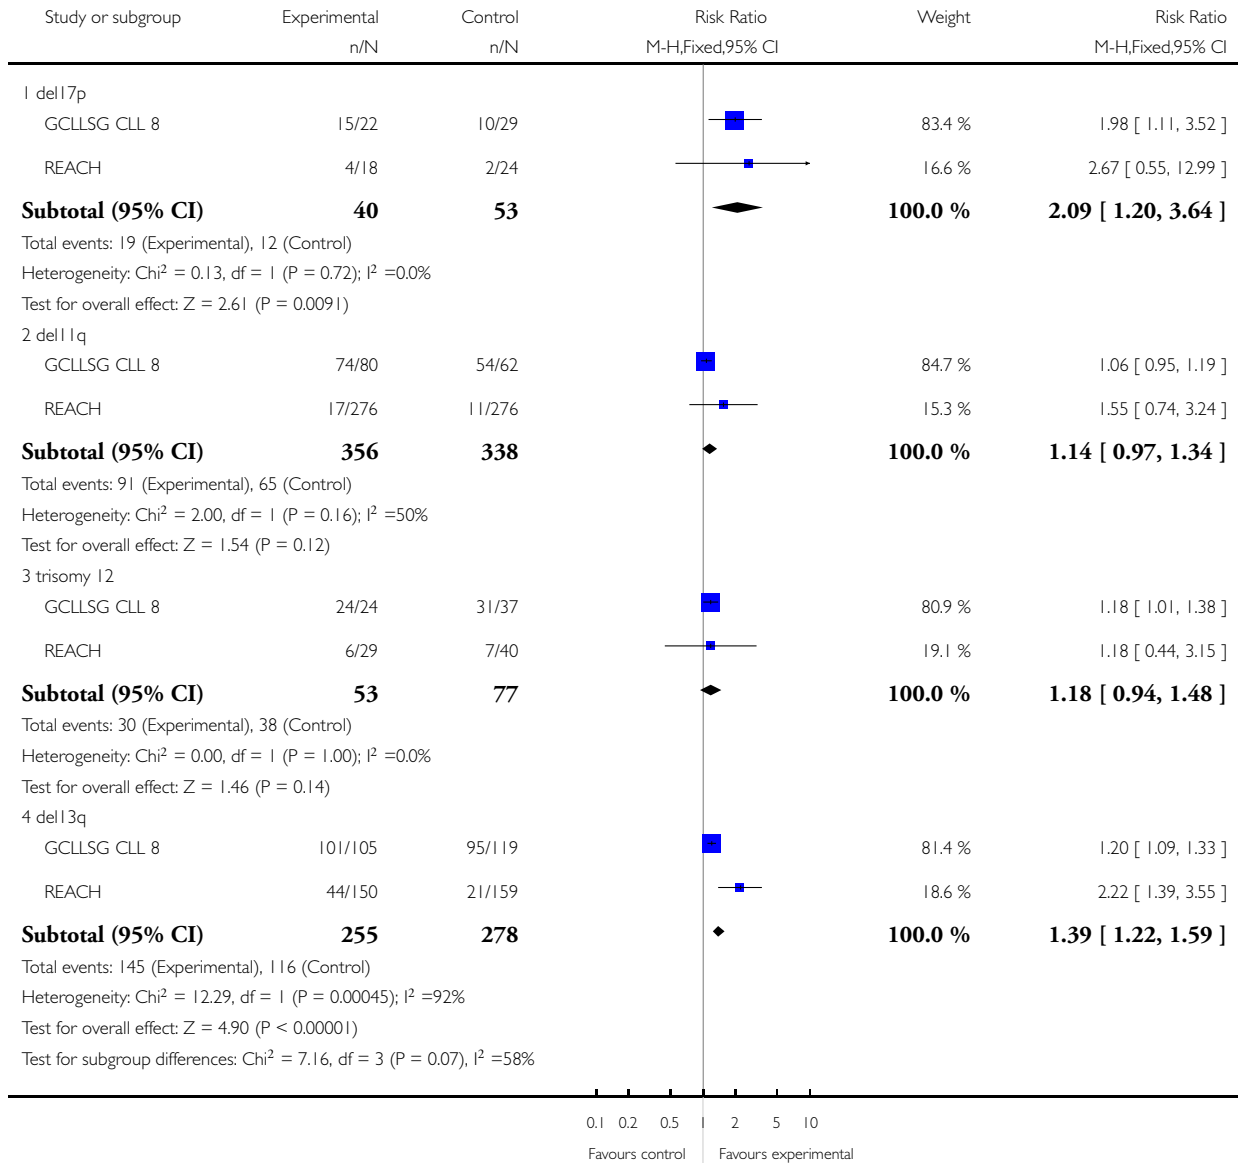 Study or subgroup Experimental Control Risk Ratio Weight Risk Ratio
n/N n/N M-H,Fixed,95% CI M-H,Fixed,95% CI
1 del17p
GCLLSG CLL 8 15/22 10/29 83.4 % 1.98 [ 1.11, 3.52 ]
REACH 4/18 2/24 16.6 % 2.67 [ 0.55, 12.99 ]
Subtotal (95% CI) 40 53 100.0 % 2.09 [ 1.20, 3.64 ]
Total events: 19 (Experimental), 12 (Control)
Heterogeneity: Chi² = 0.13, df = 1 (P = 0.72); I² =0.0%
Test for overall effect: Z = 2.61 (P = 0.0091)
2 del11q
GCLLSG CLL 8 74/80 54/62 84.7 % 1.06 [ 0.95, 1.19 ]
REACH 17/276 11/276 15.3 % 1.55 [ 0.74, 3.24 ]
Subtotal (95% CI) 356 338 100.0 % 1.14 [ 0.97, 1.34 ]
Total events: 91 (Experimental), 65 (Control)
Heterogeneity: Chi² = 2.00, df = 1 (P = 0.16); I² =50%
Test for overall effect: Z = 1.54 (P = 0.12)
3 trisomy 12
GCLLSG CLL 8 24/24 31/37 80.9 % 1.18 [ 1.01, 1.38 ]
REACH 6/29 7/40 19.1 % 1.18 [ 0.44, 3.15 ]
Subtotal (95% CI) 53 77 100.0 % 1.18 [ 0.94, 1.48 ]
Total events: 30 (Experimental), 38 (Control)
Heterogeneity: Chi² = 0.00, df = 1 (P = 1.00); I² =0.0%
Test for overall effect: Z = 1.46 (P = 0.14)
4 del13q
GCLLSG CLL 8 101/105 95/119 81.4 % 1.20 [ 1.09, 1.33 ]
REACH 44/150 21/159 18.6 % 2.22 [ 1.39, 3.55 ]
Subtotal (95% CI) 255 278 100.0 % 1.39 [ 1.22, 1.59 ]
Total events: 145 (Experimental), 116 (Control)
Heterogeneity: Chi² = 12.29, df = 1 (P = 0.00045); I² =92%
Test for overall effect: Z = 4.90 (P < 0.00001)
Test for subgroup differences: Chi² = 7.16, df = 3 (P = 0.07), I² =58%
0.1 0.2 0.5 1 2 5 10
Favours control Favours experimental